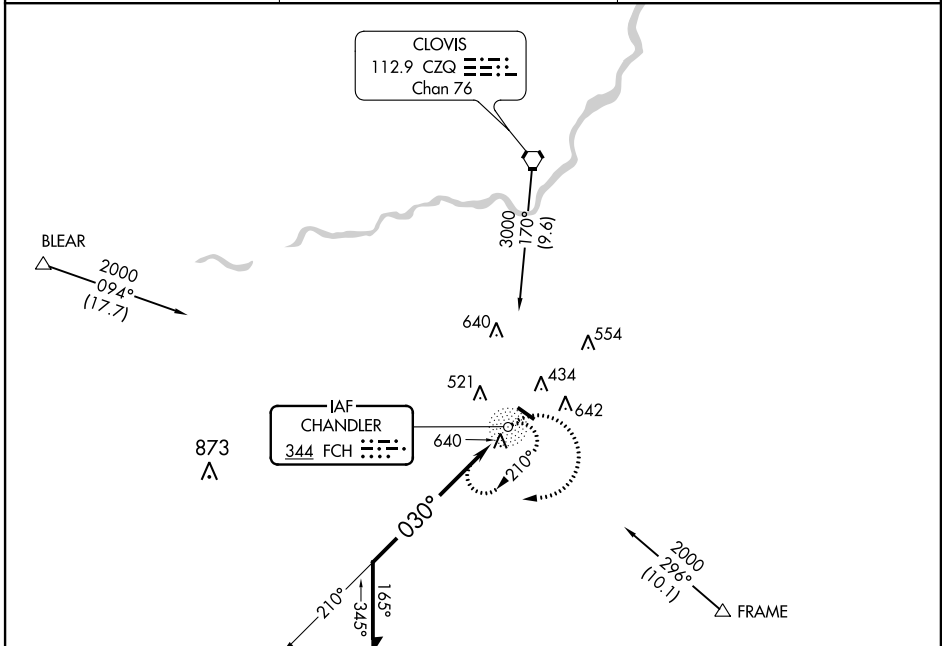 CLOVIS
112.9 CZQ
Chan 76
3000
170°
(9.6)
BLEAR
2000
094°
(17.7)
640
554
521
434
642
IAF
CHANDLER
344 FCH
640
873
210°
030°
210°
345°
165°
2000
296°
(10.1)
FRAME